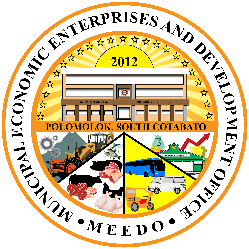 MUNICIPAL ECONOMIC ENTERPRISES AND DEVELOPMENT OFFICE
2012
POLOMOLOK, SOUTH COTABATO
• MEEDO •